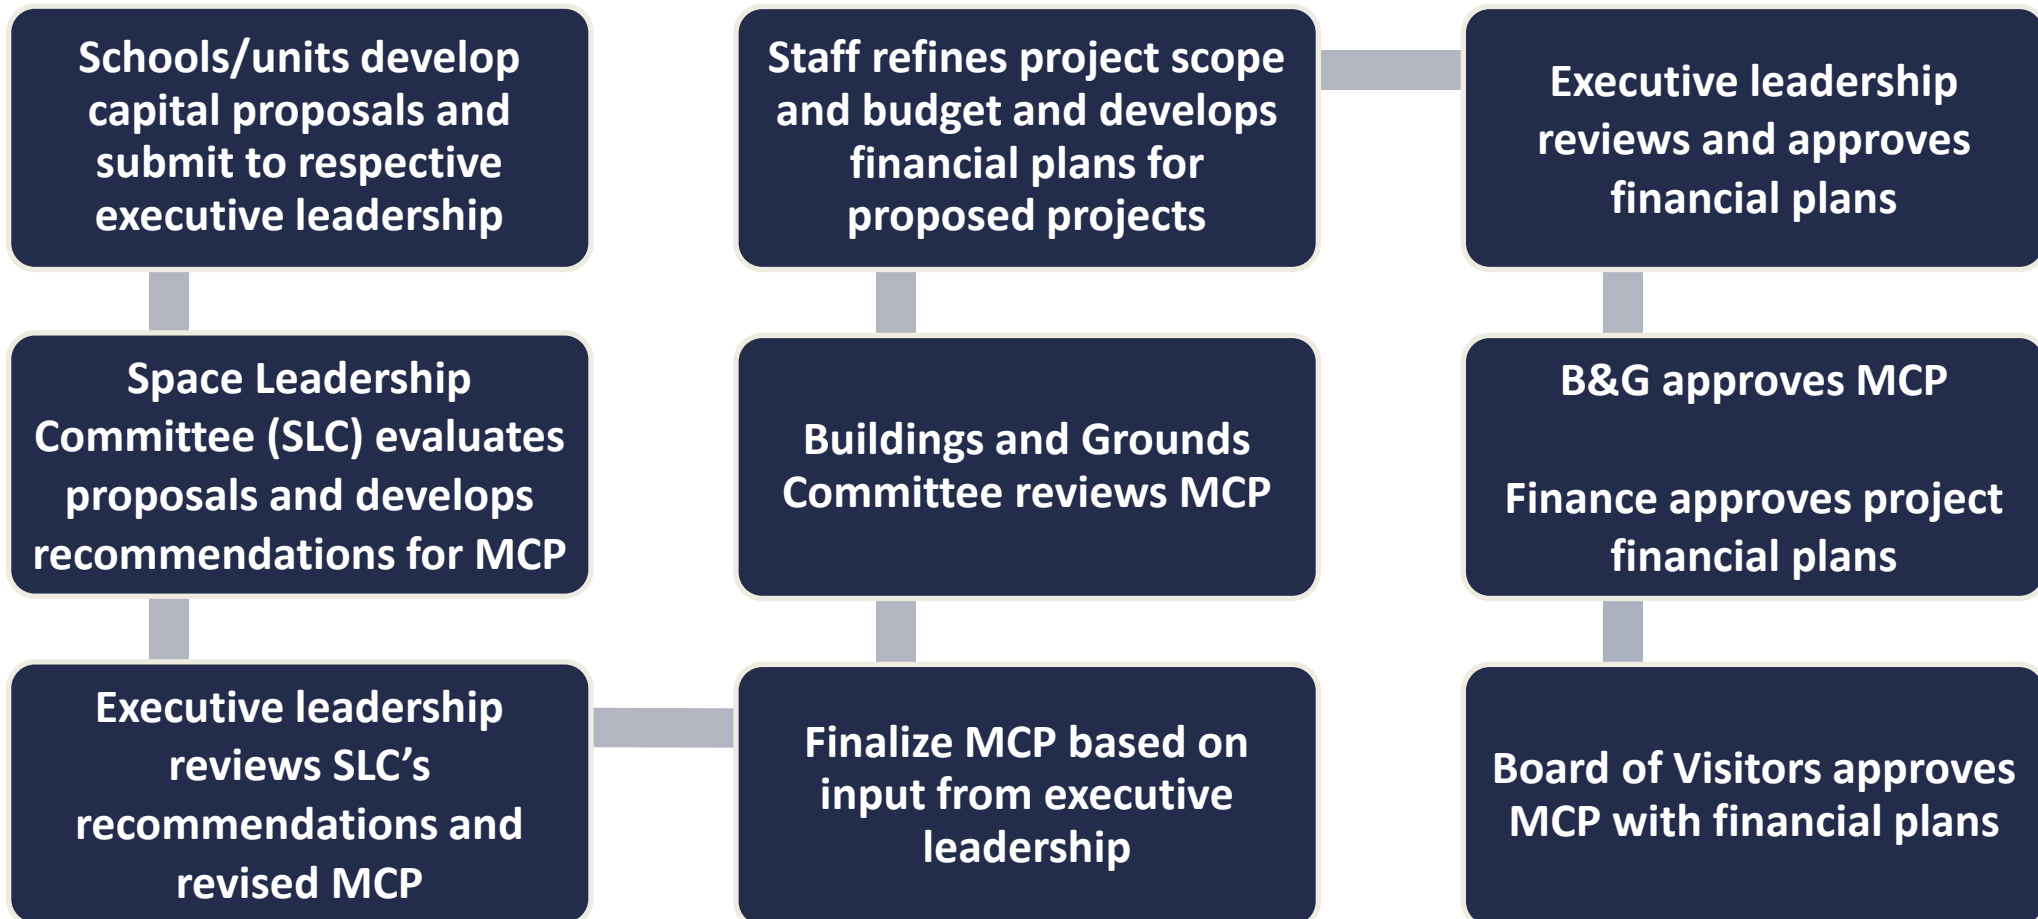 Schools/units develop
capital proposals and
submit to respective
executive leadership
Space Leadership
Committee (SLC) evaluates
proposals and develops
recommendations for MCP
Executive leadership
reviews SLC’s
recommendations and
revised MCP
Finalize MCP based on
input from executive
leadership
Buildings and Grounds
Committee reviews MCP
Staff refines project scope
and budget and develops
financial plans for
proposed projects
Executive leadership
reviews and approves
financial plans
B&G approves MCP
Finance approves project
financial plans
Board of Visitors approves
MCP with financial plans